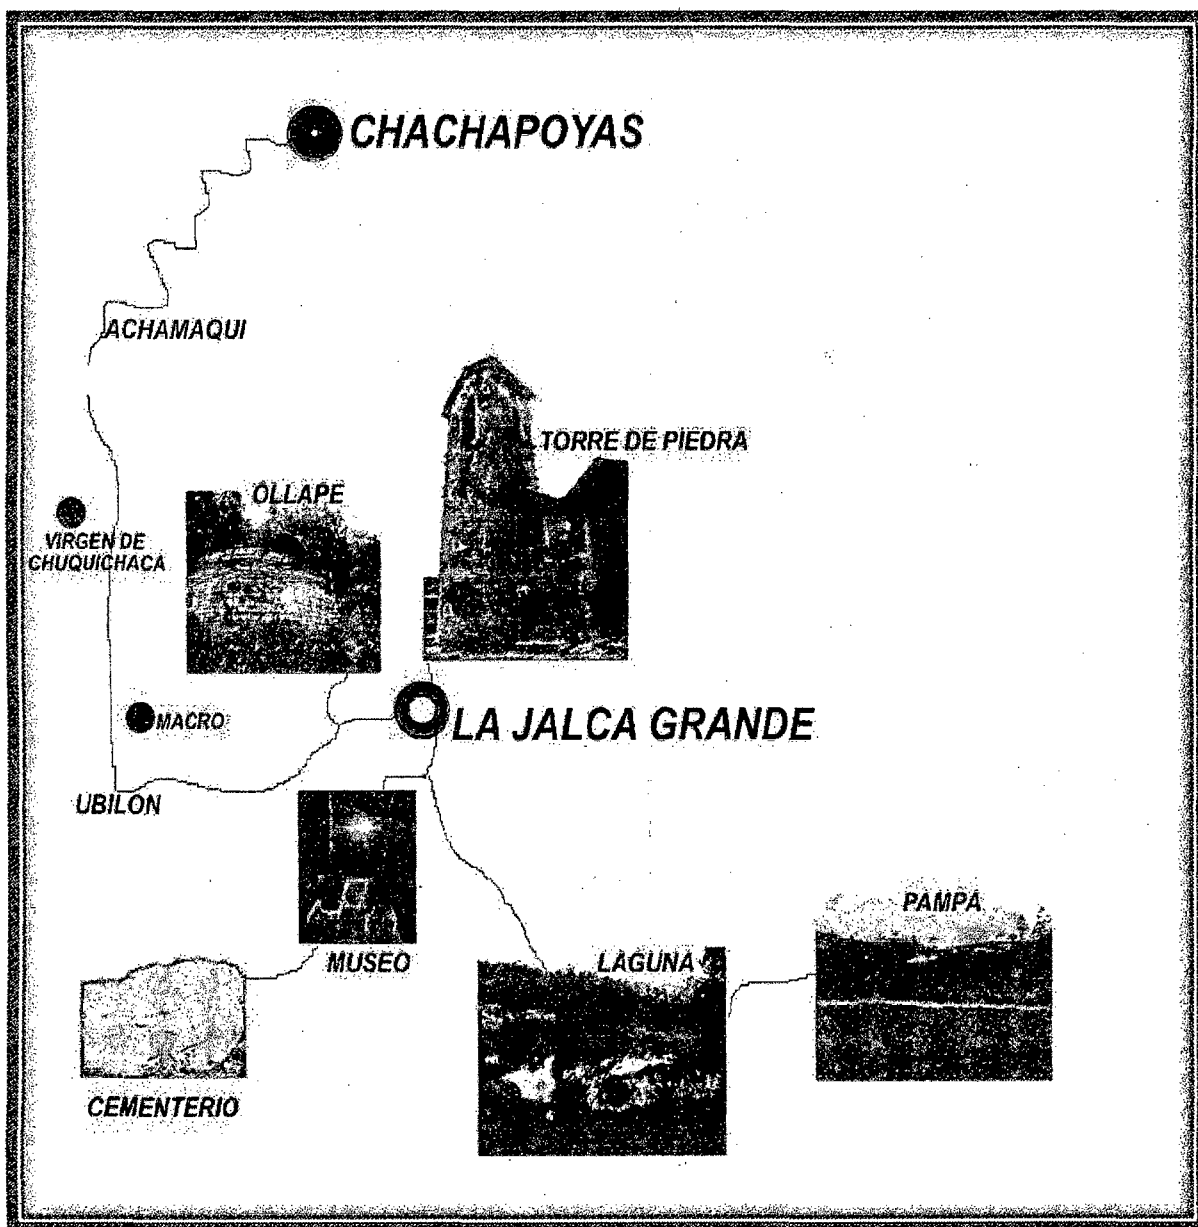 CHACHAPOYAS
ACHAMAQUI
TORRE DE PIEDRA
OLLAPE
VIRGEN DE
CHUQUICHACA
MACRO
LA JALCA GRANDE
UBILON
PAMPA
MUSEO
LAGUNA
CEMENTERIO